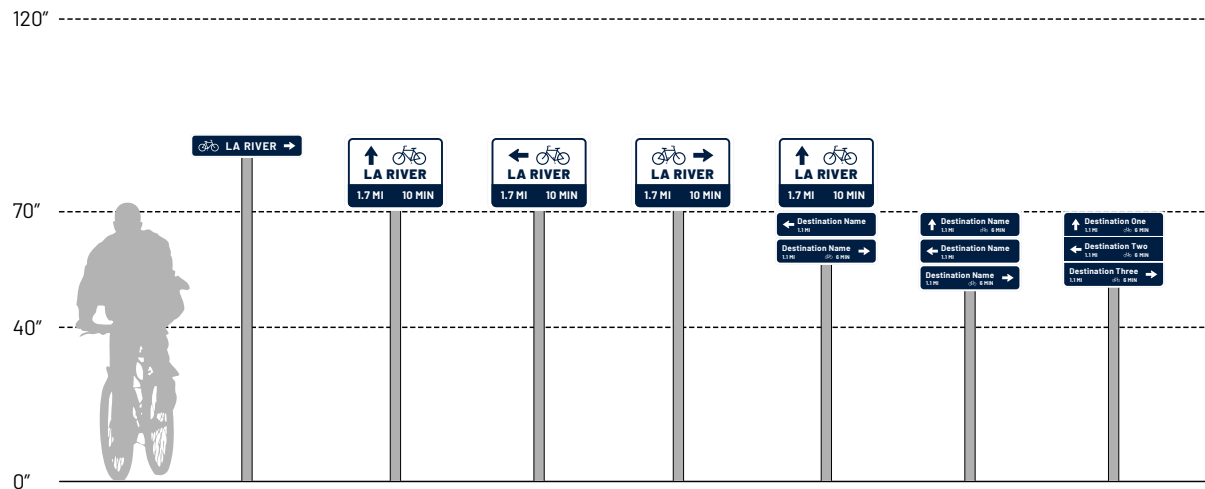 120”
LA RIVER
LA RIVER
1.7 MI 10 MIN
LA RIVER
1.7 MI 10 MIN
LA RIVER
1.7 MI 10 MIN
LA RIVER
1.7 MI 10 MIN
70”
Destination Name
1.1 MI
Destination Name
1.1 MI 6 MIN
Destination Name
1.1 MI 6 MIN
Destination Name
1.1 MI
Destination Name
1.1 MI 6 MIN
Destination One
1.1 MI 6 MIN
Destination Two
1.1 MI 6 MIN
Destination Three
1.1 MI 6 MIN
40”
0”